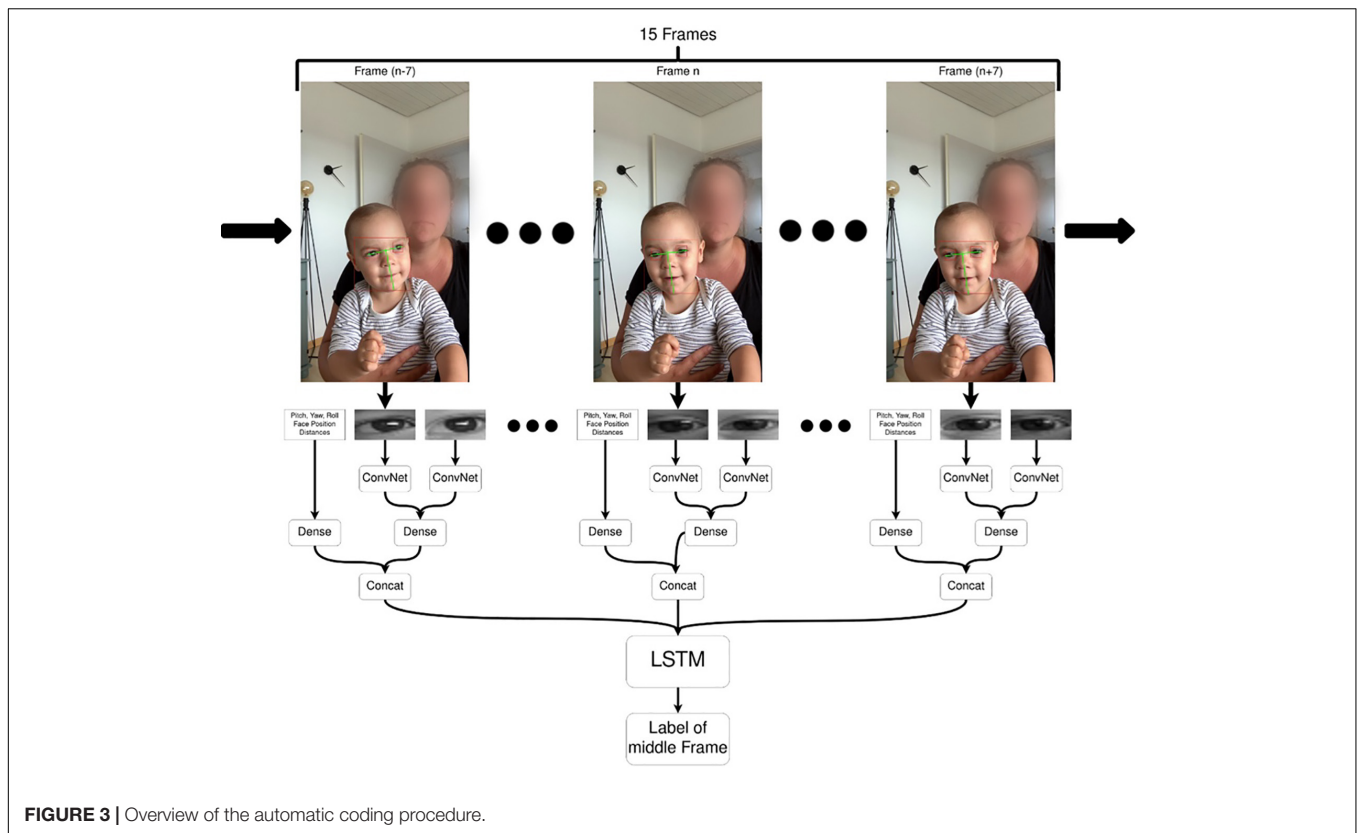 15 Frames
Frame (n-7)
Frame n
Frame (n+7)
Pitch, Yaw, Roll
Face Position
Distances
Pitch, Yaw, Roll
Face Position
Distances
Pitch, Yaw, Roll
Face Position
Distances
ConvNet
ConvNet
ConvNet
ConvNet
ConvNet
ConvNet
Dense
Dense
Dense
Dense
Dense
Dense
Concat
Concat
Concat
LSTM
Label of
middle Frame
FIGURE 3 | Overview of the automatic coding procedure.